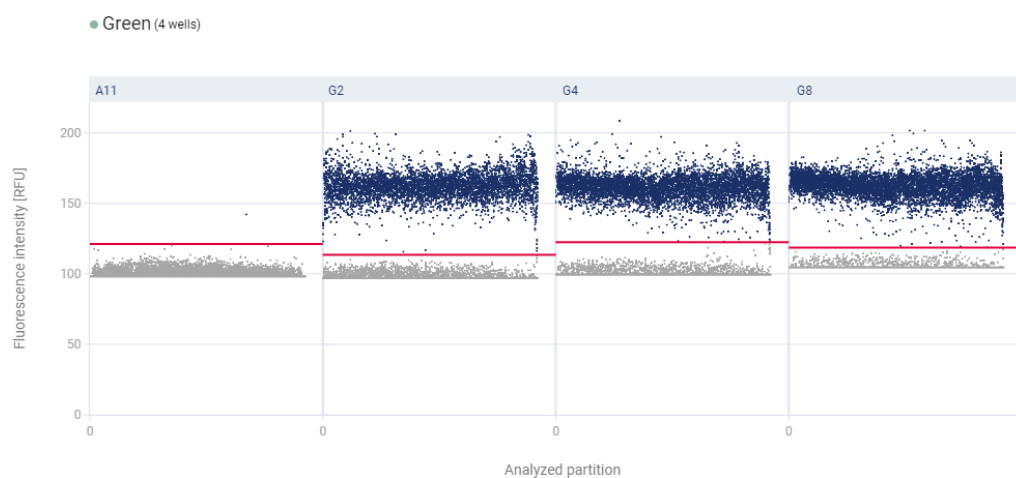 Green (4 wells)
A11 G2 G4 G8
Fluorescence intensity [RFU]
200
150
100
50
0
0 0 0 0
Analyzed partition